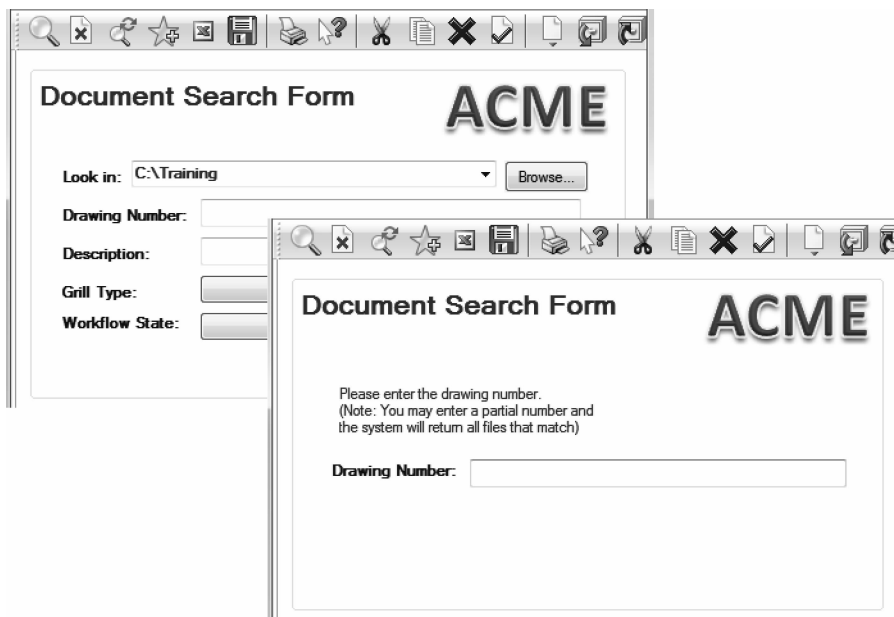 Document Search Form
ACME
Look in:
C:\Training
Browse...
Drawing Number:
Description:
Grill Type:
Workflow State:
Document Search Form
ACME
Please enter the drawing number.
(Note: You may enter a partial number and
the system will return all files that match)
Drawing Number: